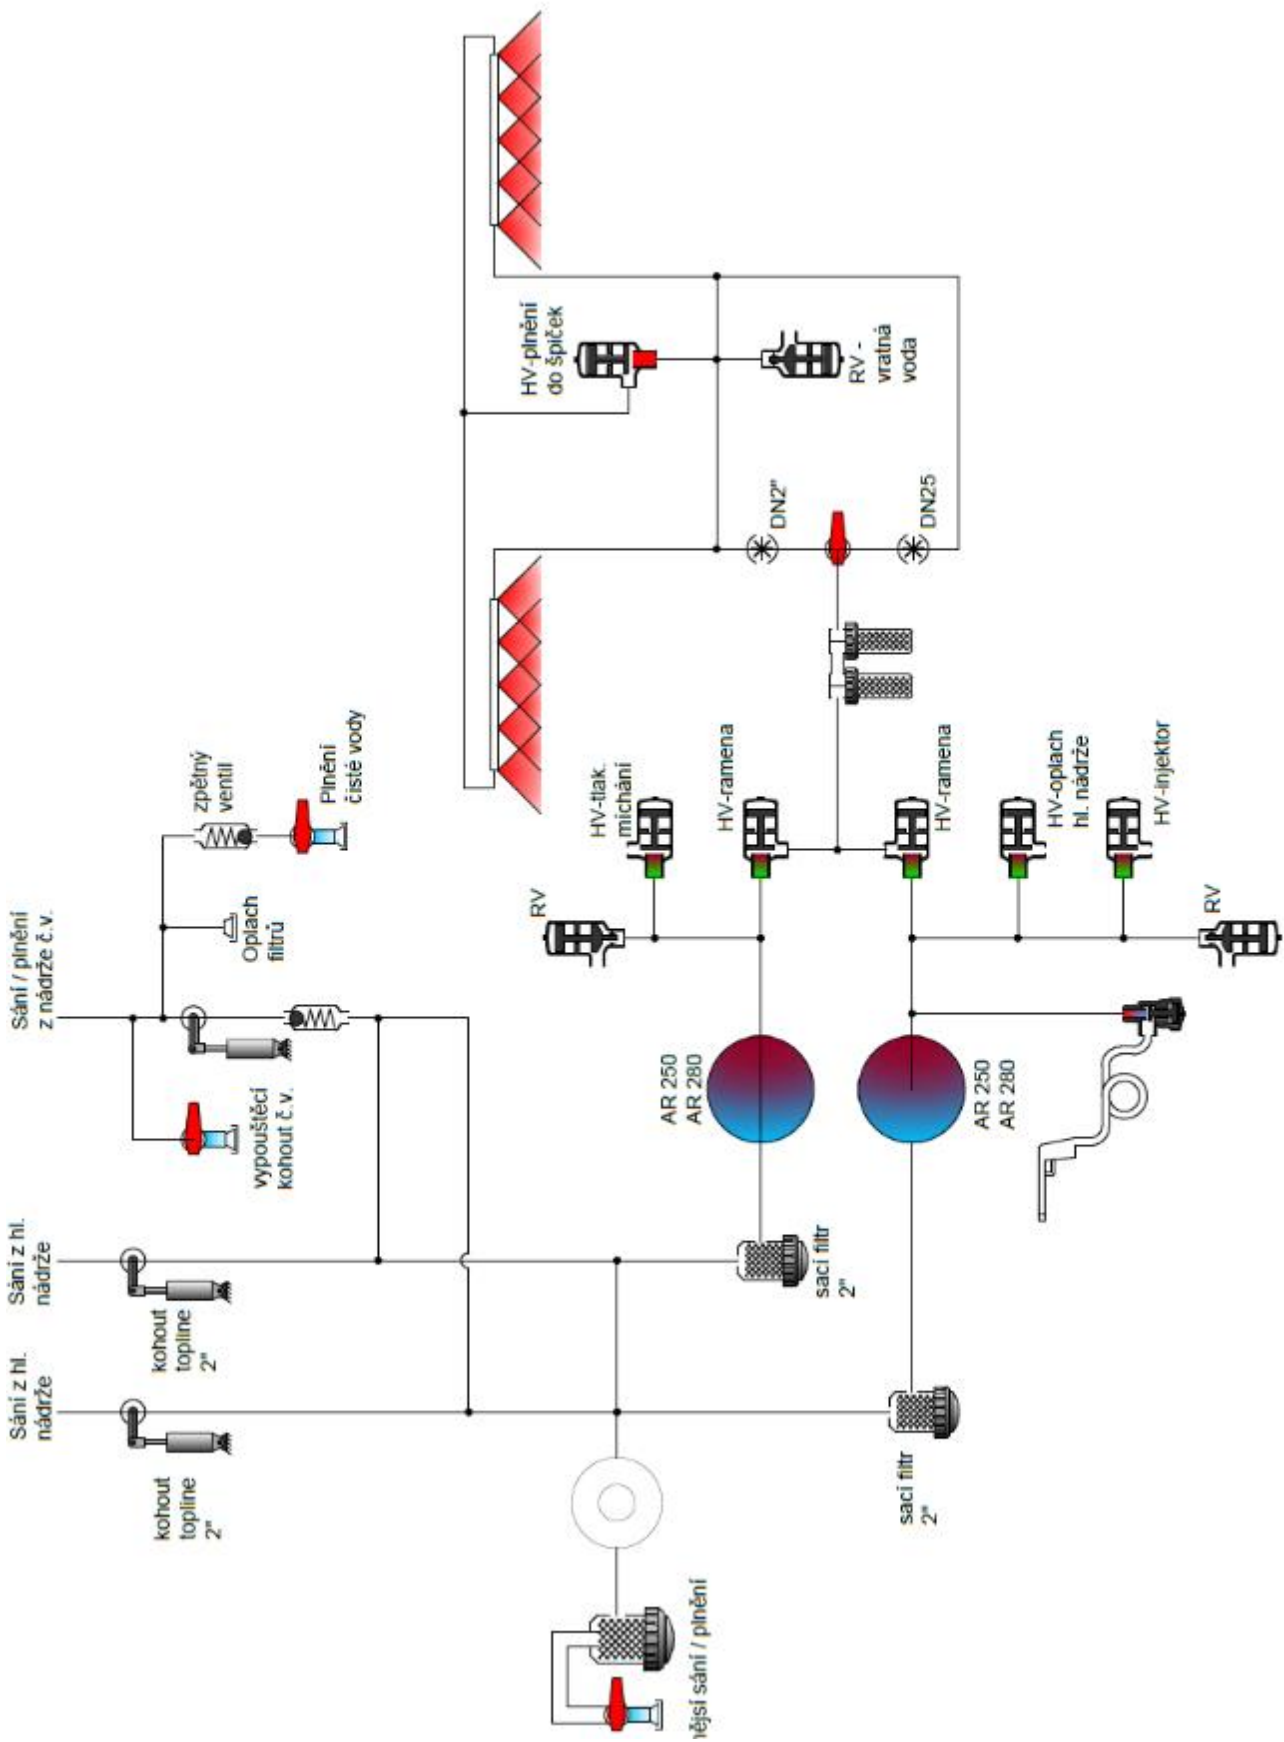 Sání z hl.
nádrže
Sání z hl.
nádrže
Sání / plnění
z nádrže č.v.
kohout
topline
2"
kohout
topline
2"
vypouštěcí
kohout č.v.
Oplach
filtrů
zpětný
ventil
Plnění
čisté vody
HV-plnění
do špiček
RV -
vratná
voda
DN2"
DN25
RV
HV-tlak.
míchání
HV-ramena
HV-ramena
HV-oplach
hl. nádrže
HV-injektor
RV
AR 250
AR 280
AR 250
AR 280
sací filtr
2"
sací filtr
2"
nějsí sání / plnění